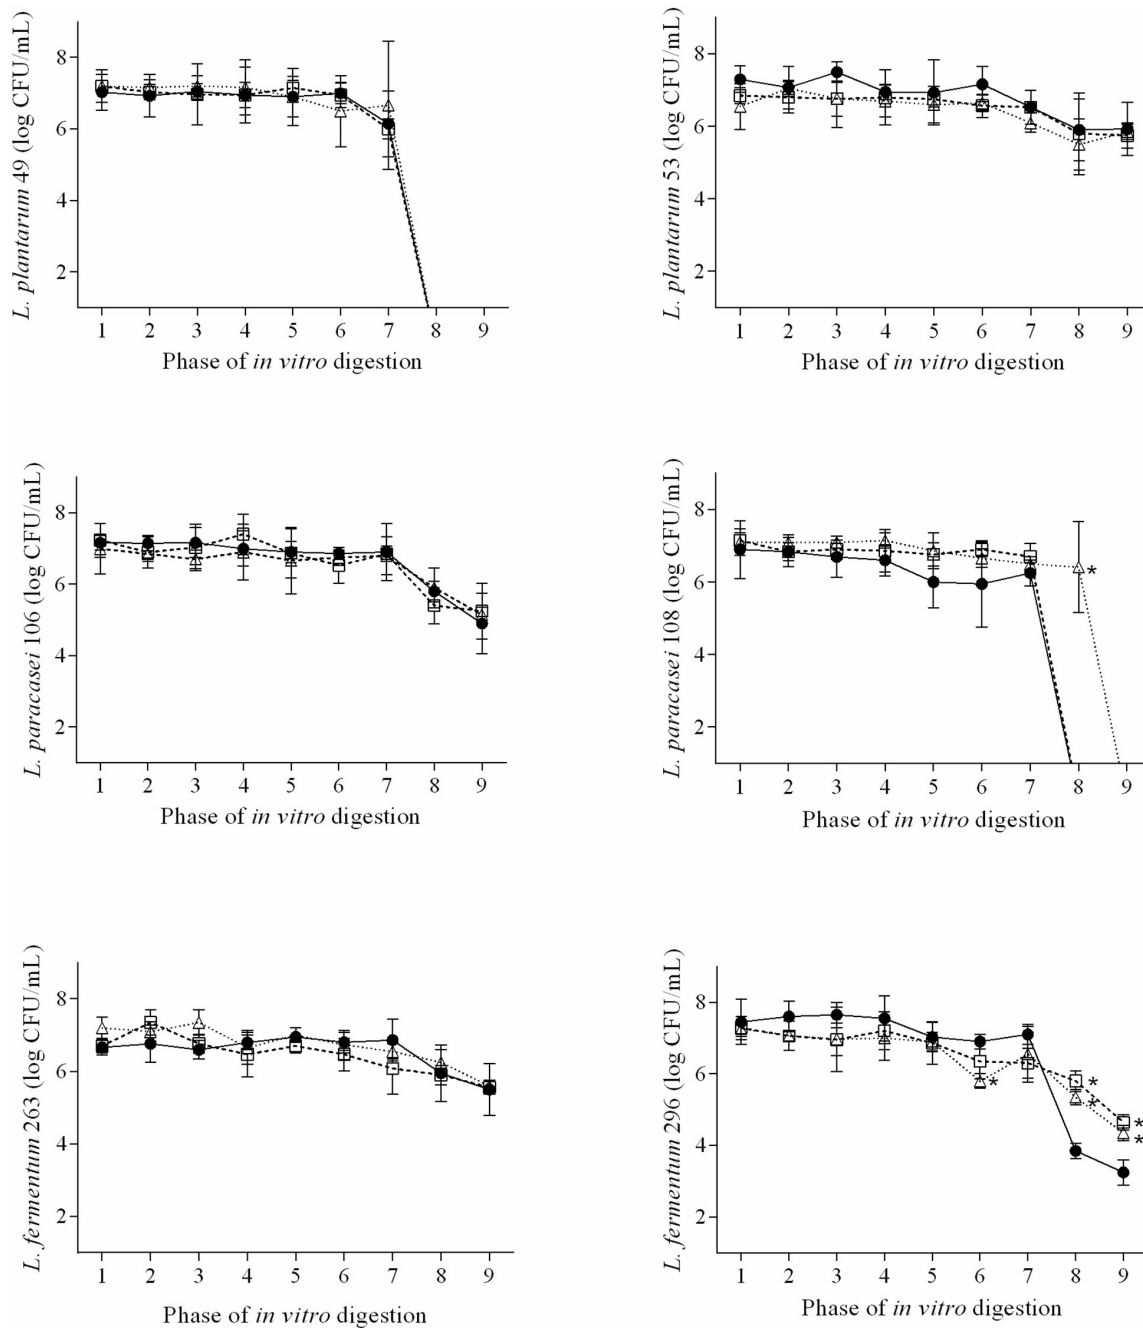 L. plantarum 49 (log CFU/mL)
8
6
4
2
1 2 3 4 5 6 7 8 9
Phase of in vitro digestion
L. plantarum 53 (log CFU/mL)
8
6
4
2
1 2 3 4 5 6 7 8 9
Phase of in vitro digestion
L. paracasei 106 (log CFU/mL)
8
6
4
2
1 2 3 4 5 6 7 8 9
Phase of in vitro digestion
L. paracasei 108 (log CFU/mL)
8
6
4
2
*
1 2 3 4 5 6 7 8 9
Phase of in vitro digestion
L. fermentum 263 (log CFU/mL)
8
6
4
2
1 2 3 4 5 6 7 8 9
Phase of in vitro digestion
L. fermentum 296 (log CFU/mL)
8
6
4
2
*
*
*
*
*
1 2 3 4 5 6 7 8 9
Phase of in vitro digestion